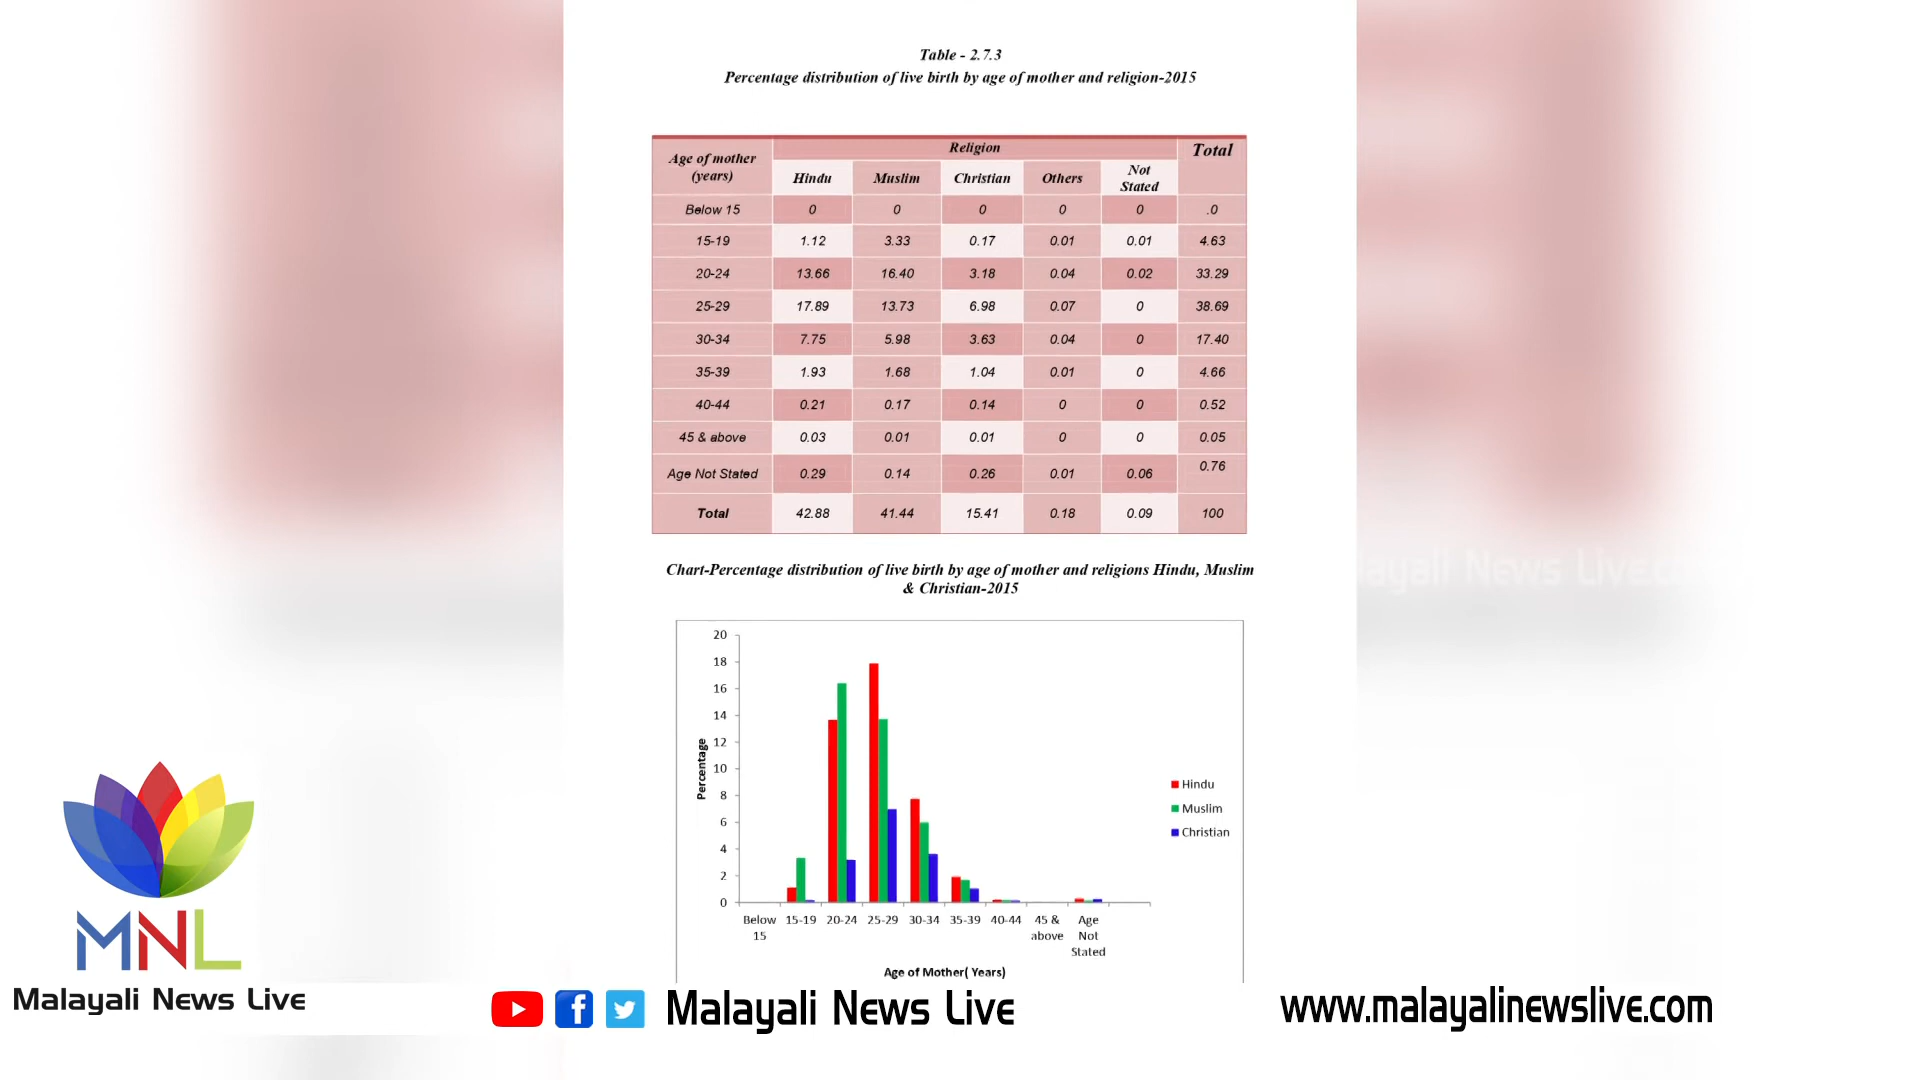 Table - 2.7.3
Percentage distribution of live birth by age of mother and religion-2015
Age of mother (years) Religion Total
Hindu Muslim Christian Others Not Stated
Below 15 0 0 0 0 0 .0
15-19 1.12 3.33 0.17 0.01 0.01 4.63
20-24 13.66 16.40 3.18 0.04 0.02 33.29
25-29 17.89 13.73 6.98 0.07 0 38.69
30-34 7.75 5.98 3.63 0.04 0 17.40
35-39 1.93 1.68 1.04 0.01 0 4.66
40-44 0.21 0.17 0.14 0 0 0.52
45 & above 0.03 0.01 0.01 0 0 0.05
Age Not Stated 0.29 0.14 0.26 0.01 0.06 0.76
Total 42.88 41.44 15.41 0.18 0.09 100
Chart-Percentage distribution of live birth by age of mother and religions Hindu, Muslim
& Christian-2015
20
18
16
14
12
10
8
6
4
2
0
Percentage
Hindu
Muslim
Christian
Below 15 15-19 20-24 25-29 30-34 35-39 40-44 45 & above Age Not Stated
Age of Mother( Years)
MNL
Malayali News Live
Malayali News Live
www.malayalinewslive.com